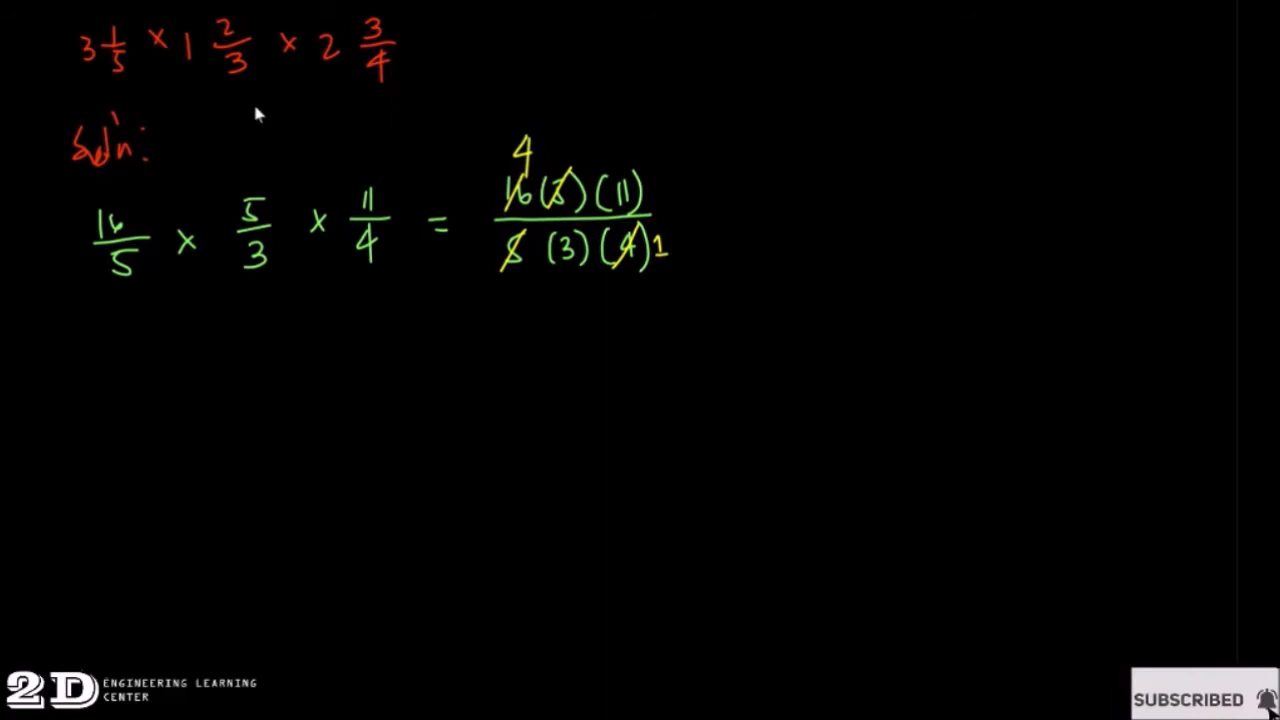 3 1/5 × 1 2/3 × 2 3/4
Sol'n:
4
16/5 × 5/3 × 11/4 = 16(5)(11)/5(3)(4) 1
2D ENGINEERING LEARNING
CENTER
SUBSCRIBED